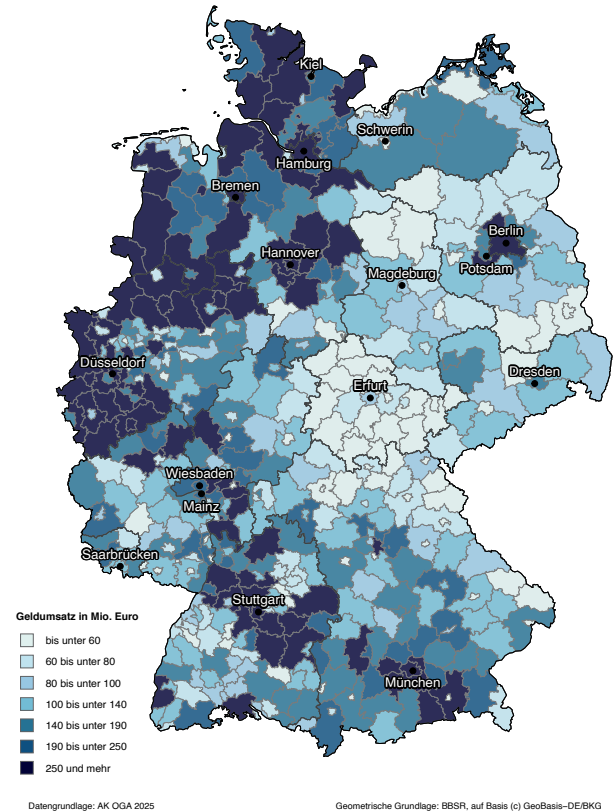 Kiel
Schwerin
Hamburg
Bremen
Berlin
Hannover
Potsdam
Magdeburg
Düsseldorf
Dresden
Erfurt
Wiesbaden
Mainz
Saarbrücken
Stuttgart
München
Geldumsatz in Mio. Euro
bis unter 60
60 bis unter 80
80 bis unter 100
100 bis unter 140
140 bis unter 190
190 bis unter 250
250 und mehr
Datengrundlage: AK OGA 2025
Geometrische Grundlage: BBSR, auf Basis (c) GeoBasis−DE/BKG